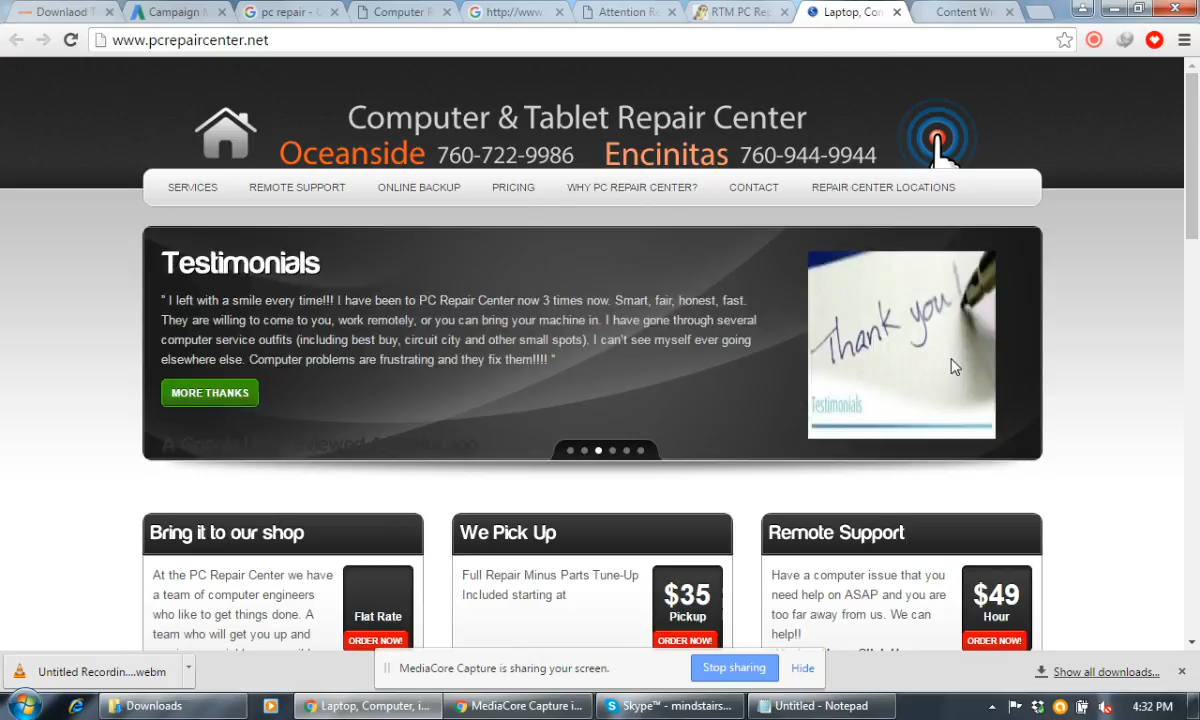 Downlaod T
Campaign M
pc repair - G
Computer R
http://www.
Attention Re
RTM PC Rep
Laptop, Con
Content Wri
www.pcrepaircenter.net
Computer & Tablet Repair Center
Oceanside 760-722-9986 Encinitas 760-944-9944
SERVICES REMOTE SUPPORT ONLINE BACKUP PRICING WHY PC REPAIR CENTER? CONTACT REPAIR CENTER LOCATIONS
Testimonials
" I left with a smile every time!!! I have been to PC Repair Center now 3 times now. Smart, fair, honest, fast.
They are willing to come to you, work remotely, or you can bring your machine in. I have gone through several
computer service outfits (including best buy, circuit city and other small spots). I can't see myself ever going
elsewhere else. Computer problems are frustrating and they fix them!!!! "
MORE THANKS
Thank you!
Testimonials
Bring it to our shop
At the PC Repair Center we have
a team of computer engineers
who like to get things done. A
team who will get you up and
Flat Rate
ORDER NOW!
We Pick Up
Full Repair Minus Parts Tune-Up
Included starting at
$35
Pickup
ORDER NOW!
Remote Support
Have a computer issue that you
need help on ASAP and you are
too far away from us. We can
help!!
$49
Hour
ORDER NOW!
Untitled Recordin....webm
MediaCore Capture is sharing your screen.
Stop sharing
Hide
Show all downloads...
Downloads
Laptop, Computer, i...
MediaCore Capture i...
Skype™ - mindstairs...
Untitled - Notepad
4:32 PM